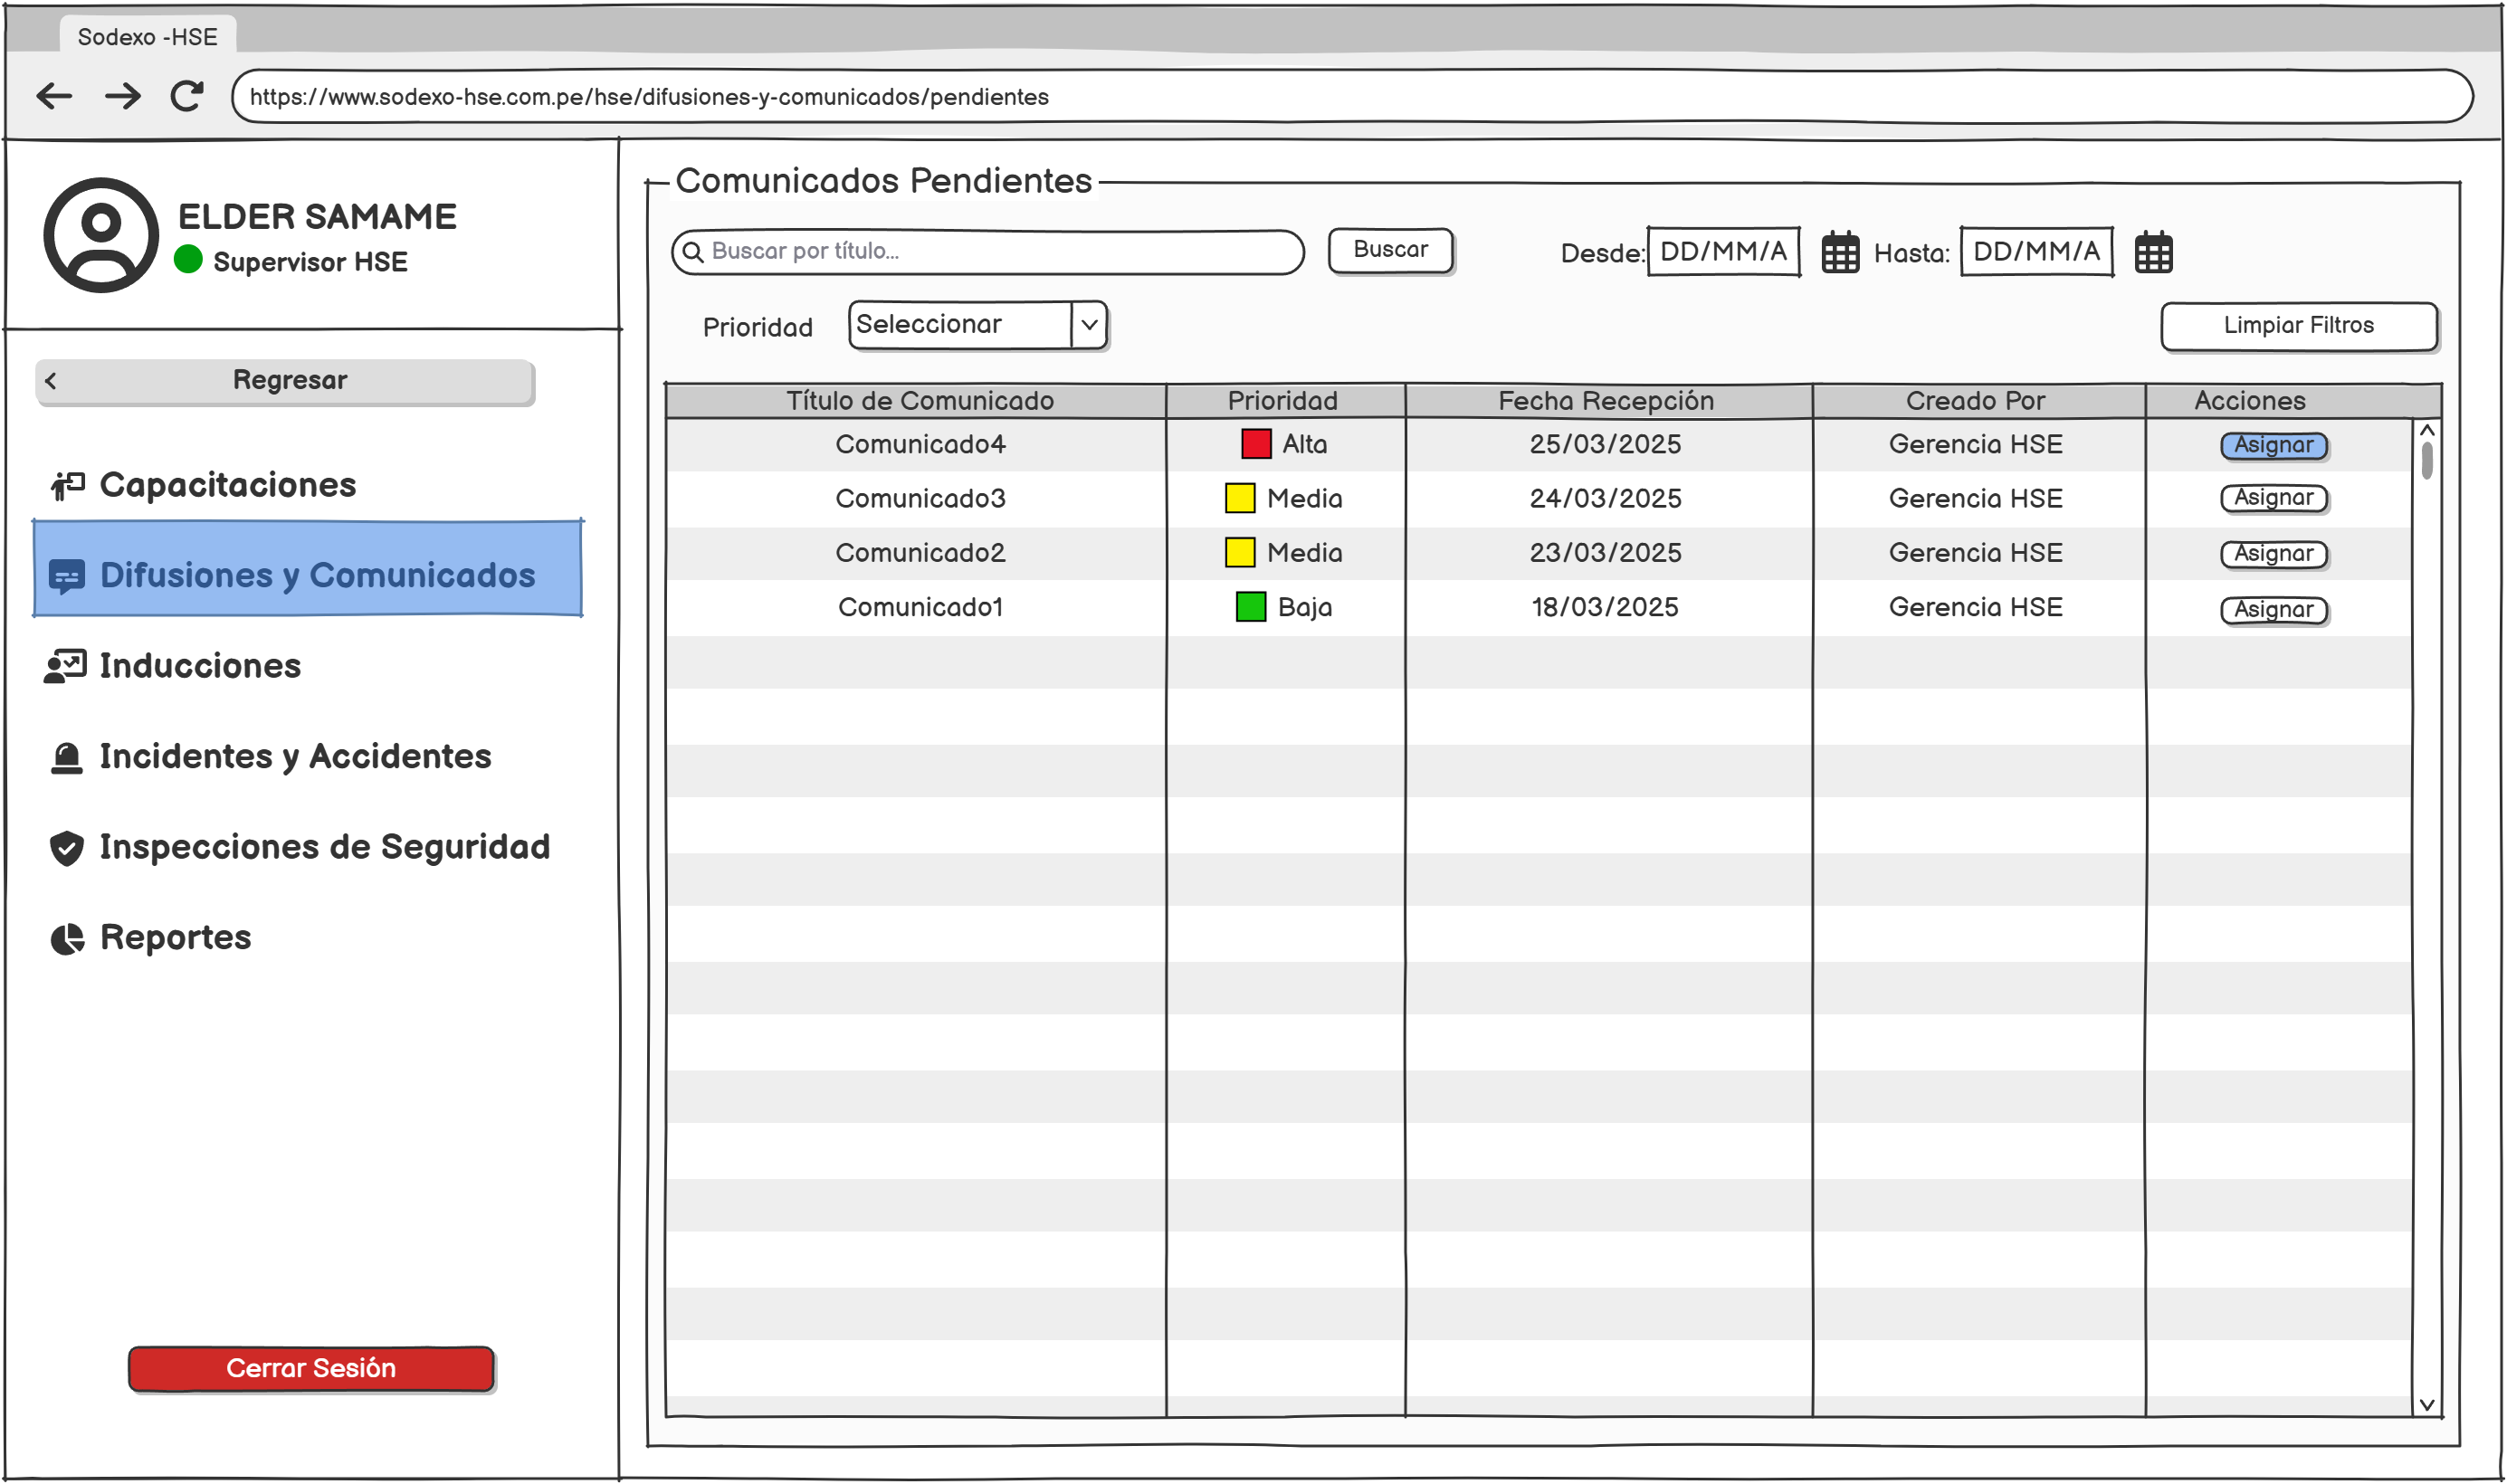 Sodexo -HSE
https://www.sodexo-hse.com.pe/hse/difusiones-y-comunicados/pendientes
ELDER SAMAME
Supervisor HSE
Regresar
Capacitaciones
Difusiones y Comunicados
Inducciones
Incidentes y Accidentes
Inspecciones de Seguridad
Reportes
Cerrar Sesión
Comunicados Pendientes
Buscar por título... Buscar Desde: DD/MM/A Hasta: DD/MM/A
Prioridad Seleccionar Limpiar Filtros
Título de Comunicado Prioridad Fecha Recepción Creado Por Acciones
Comunicado4 Alta 25/03/2025 Gerencia HSE Asignar
Comunicado3 Media 24/03/2025 Gerencia HSE Asignar
Comunicado2 Media 23/03/2025 Gerencia HSE Asignar
Comunicado1 Baja 18/03/2025 Gerencia HSE Asignar